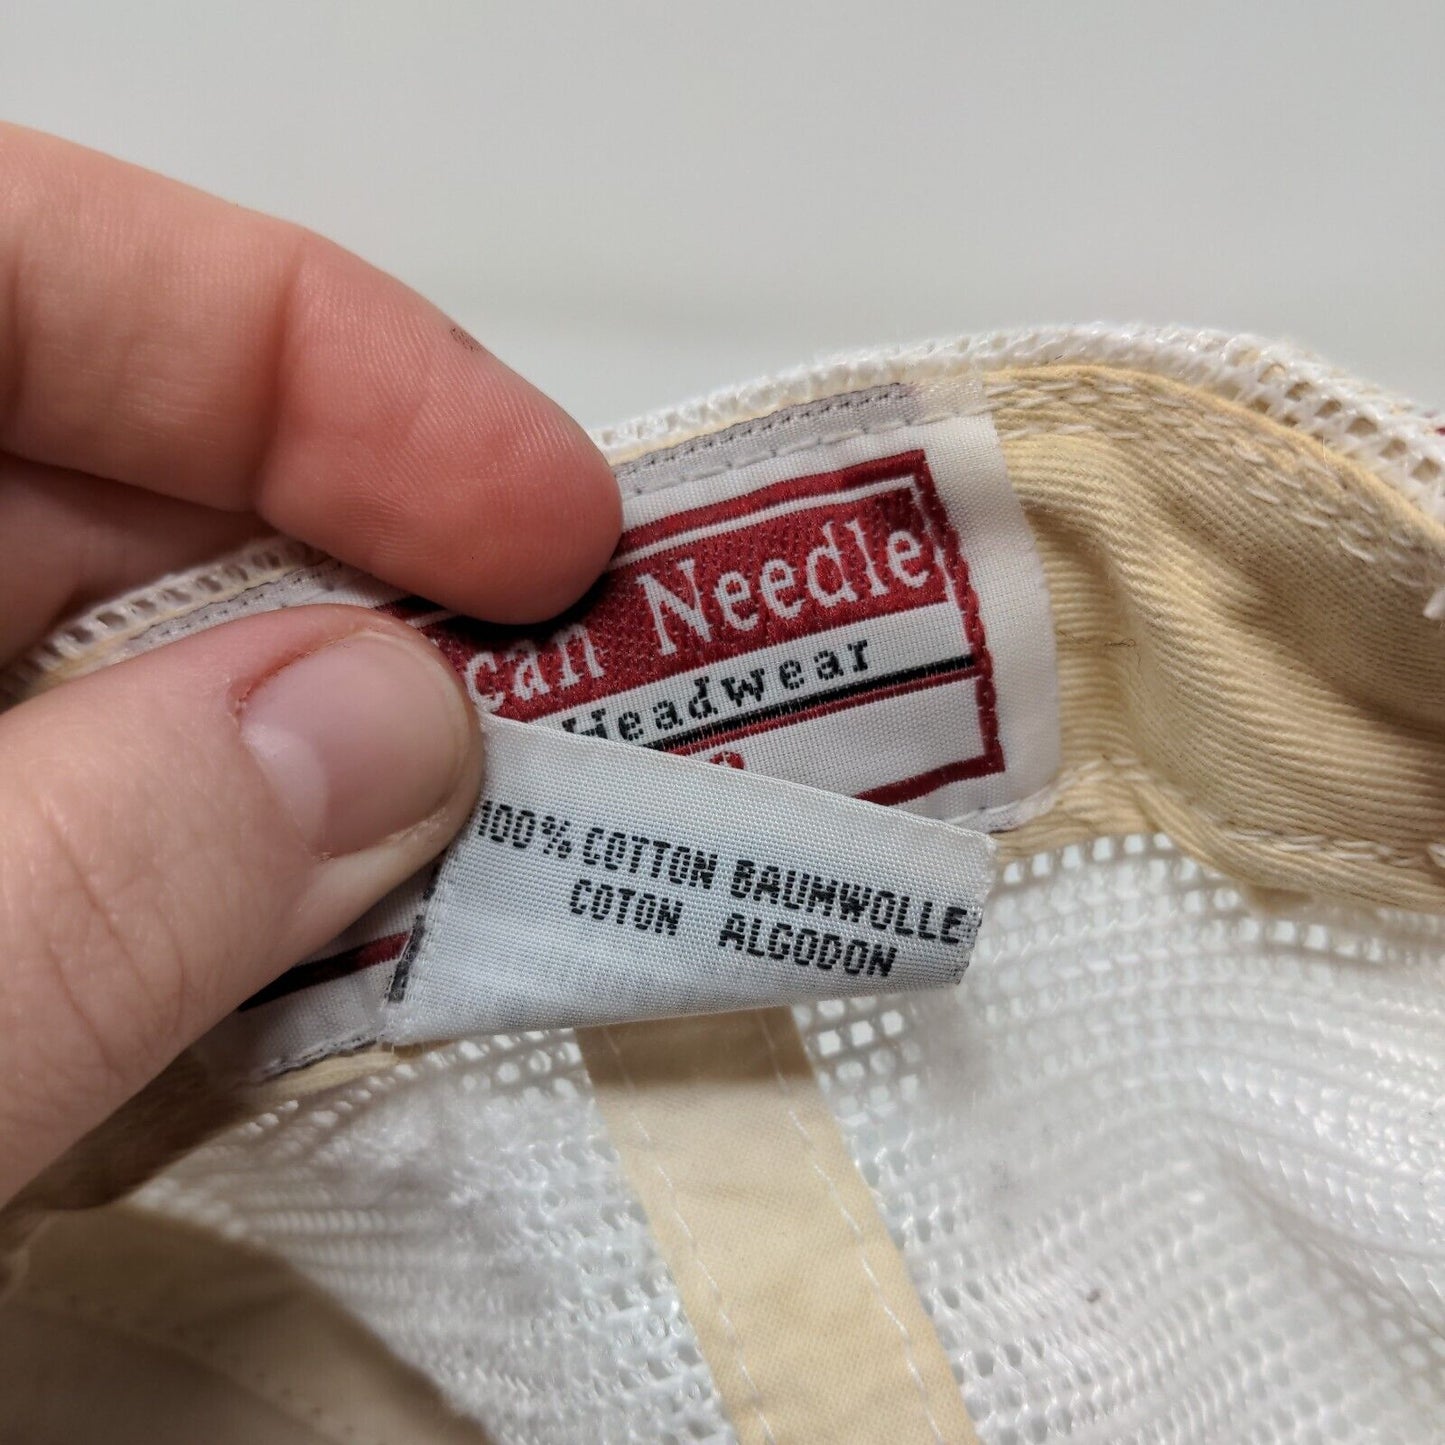 can Needle
Headwear
100% COTTON BAUMWOLLE
COTON ALGODON